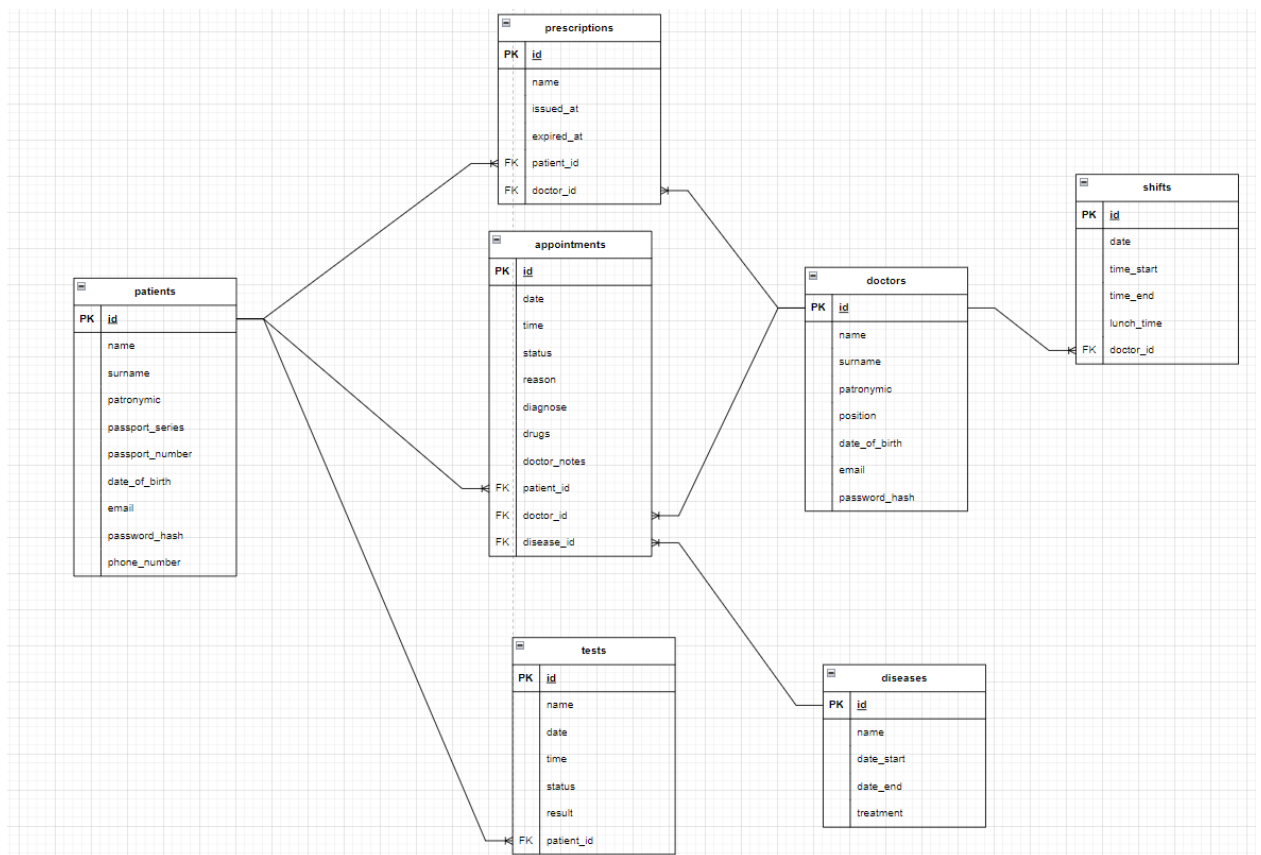 prescriptions
PK id
name
issued_at
expired_at
FK patient_id
FK doctor_id
appointments
PK id
date
time
status
reason
diagnose
drugs
doctor_notes
FK patient_id
FK doctor_id
FK disease_id
patients
PK id
name
surname
patronymic
passport_series
passport_number
date_of_birth
email
password_hash
phone_number
doctors
PK id
name
surname
patronymic
position
date_of_birth
email
password_hash
shifts
PK id
date
time_start
time_end
lunch_time
FK doctor_id
tests
PK id
name
date
time
status
result
FK patient_id
diseases
PK id
name
date_start
date_end
treatment